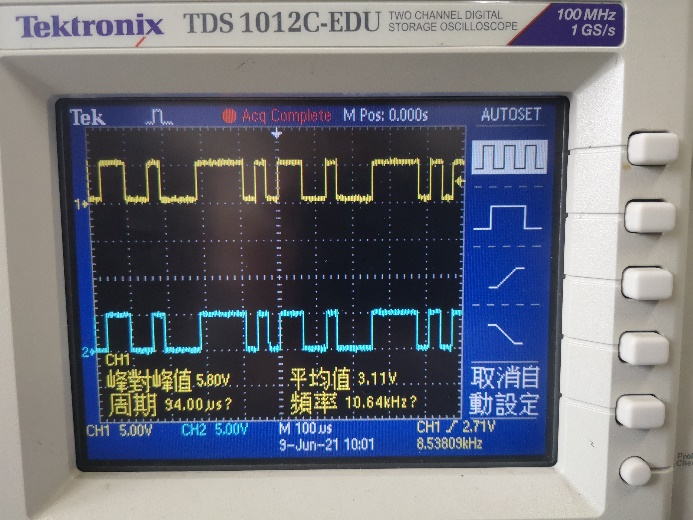 Tektronix TDS 1012C-EDU TWO CHANNEL DIGITAL STORAGE OSCILLOSCOPE 100 MHz 1 GS/s
Tek Acq Complete M Pos: 0.000s AUTOSET
1
2
CH1
峰對峰值 5.80V 平均值 3.11V
周期 94.00µs? 頻率 10.64kHz?
取消自
動設定
CH1 5.00V CH2 5.00V M 100µs CH1 2.71V
9-Jun-21 10:01 8.53809kHz